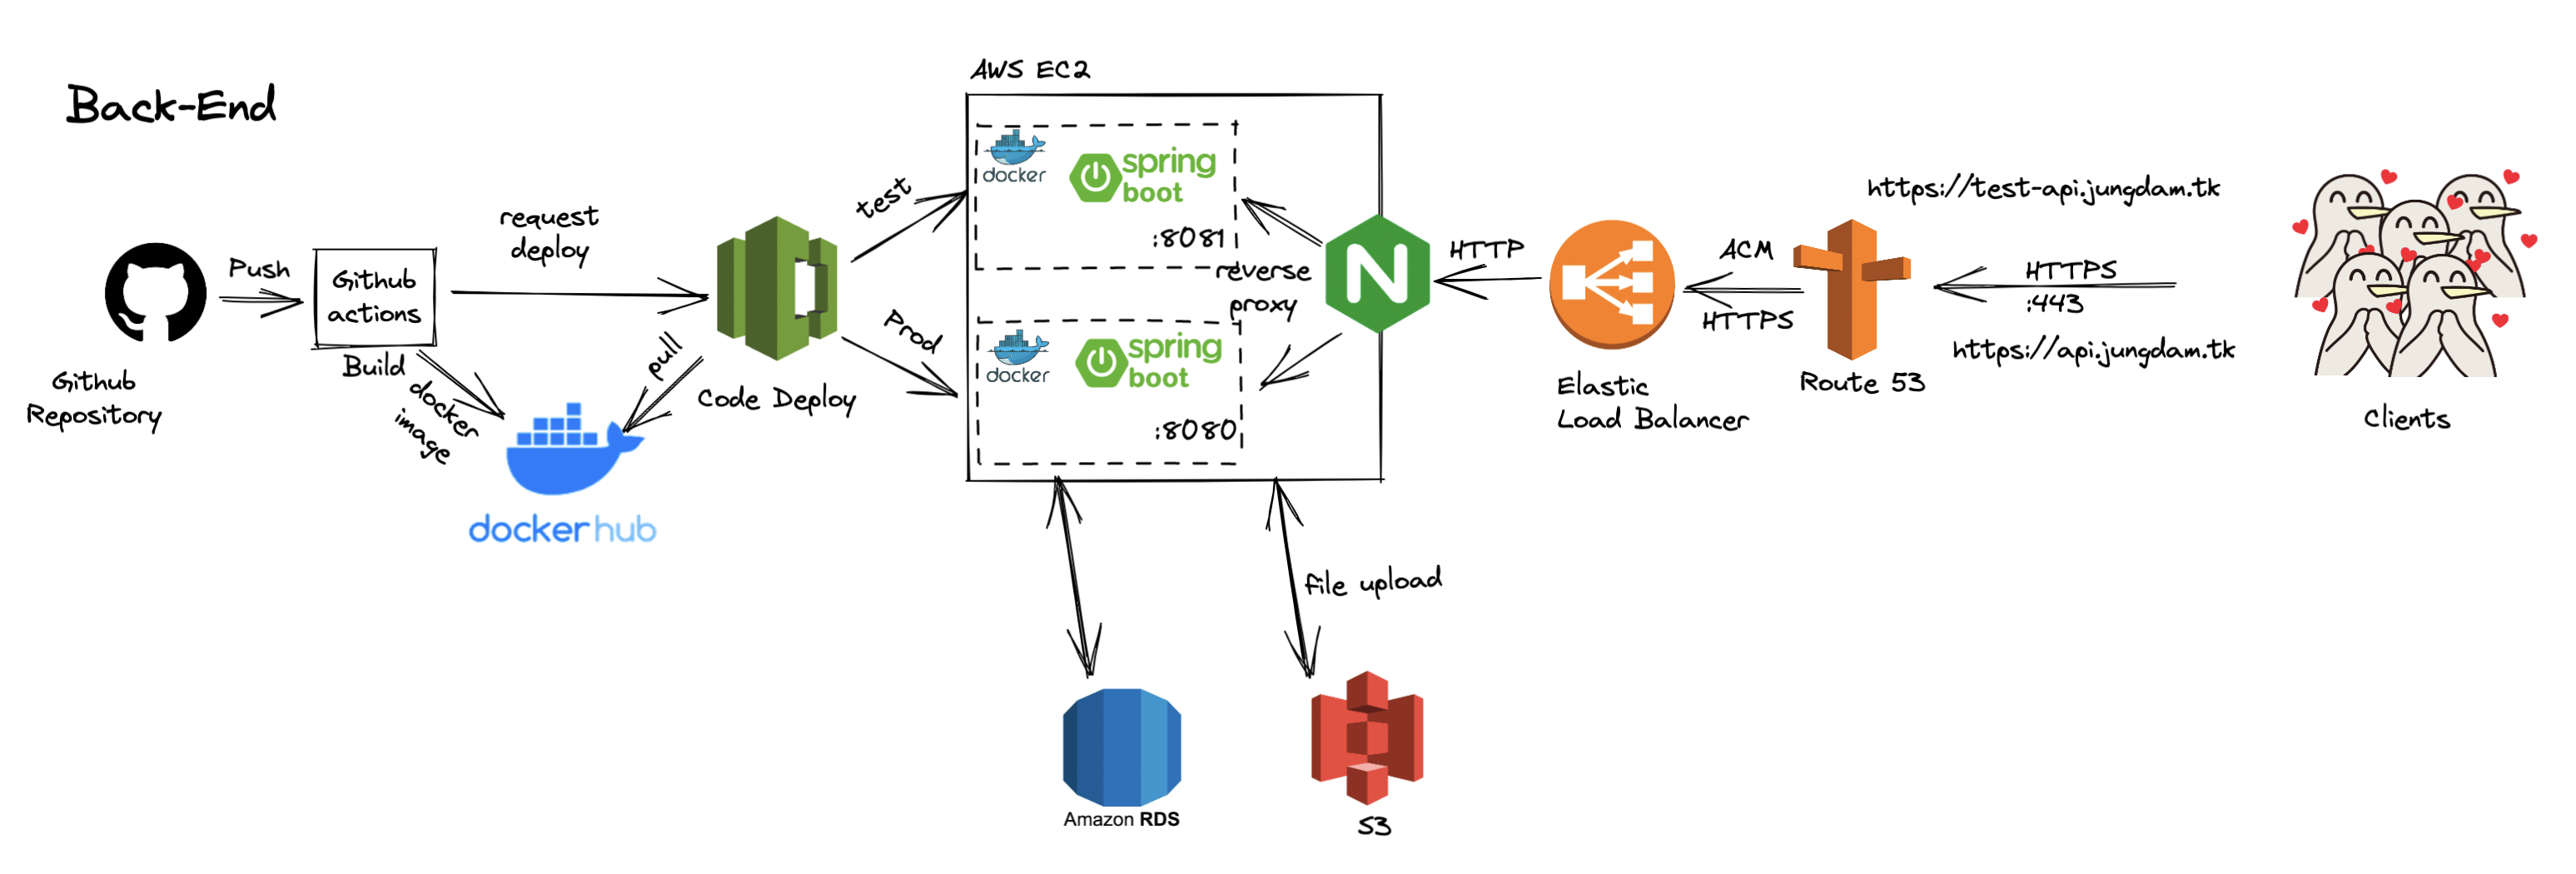 Back-End
Github
Repository
Push
Github
actions
Build
docker
image
request
deploy
dockerhub
pull
Code Deploy
test
Prod
AWS EC2
docker
spring
boot
:8081
docker
spring
boot
:8080
reverse
proxy
N
HTTP
Elastic
Load Balancer
ACM
HTTPS
Route 53
https://test-api.jungdam.tk
HTTPS
:443
https://api.jungdam.tk
Clients
file upload
Amazon RDS
S3